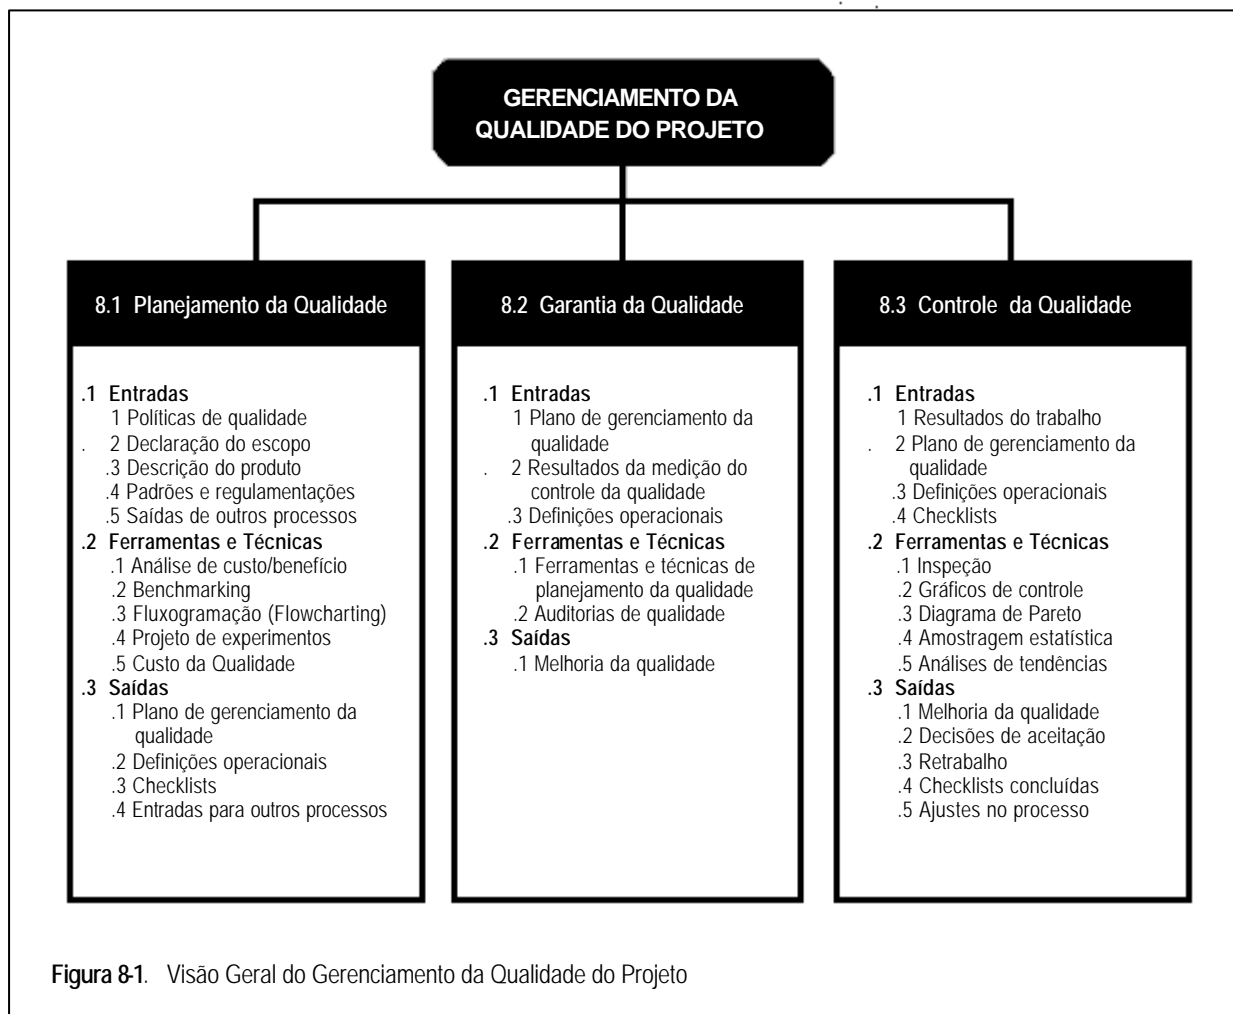 GERENCIAMENTO DA
QUALIDADE DO PROJETO
8.1 Planejamento da Qualidade
.1 Entradas
1 Políticas de qualidade
. 2 Declaração do escopo
.3 Descrição do produto
.4 Padrões e regulamentações
.5 Saídas de outros processos
.2 Ferramentas e Técnicas
.1 Análise de custo/benefício
.2 Benchmarking
.3 Fluxogramação (Flowcharting)
.4 Projeto de experimentos
.5 Custo da Qualidade
.3 Saídas
.1 Plano de gerenciamento da
qualidade
.2 Definições operacionais
.3 Checklists
.4 Entradas para outros processos
8.2 Garantia da Qualidade
.1 Entradas
1 Plano de gerenciamento da
qualidade
. 2 Resultados da medição do
controle da qualidade
.3 Definições operacionais
.2 Ferramentas e Técnicas
.1 Ferramentas e técnicas de
planejamento da qualidade
.2 Auditorias de qualidade
.3 Saídas
.1 Melhoria da qualidade
8.3 Controle da Qualidade
.1 Entradas
1 Resultados do trabalho
. 2 Plano de gerenciamento da
qualidade
.3 Definições operacionais
.4 Checklists
.2 Ferramentas e Técnicas
.1 Inspeção
.2 Gráficos de controle
.3 Diagrama de Pareto
.4 Amostragem estatística
.5 Análises de tendências
.3 Saídas
.1 Melhoria da qualidade
.2 Decisões de aceitação
.3 Retrabalho
.4 Checklists concluídas
.5 Ajustes no processo
Figura 8-1. Visão Geral do Gerenciamento da Qualidade do Projeto